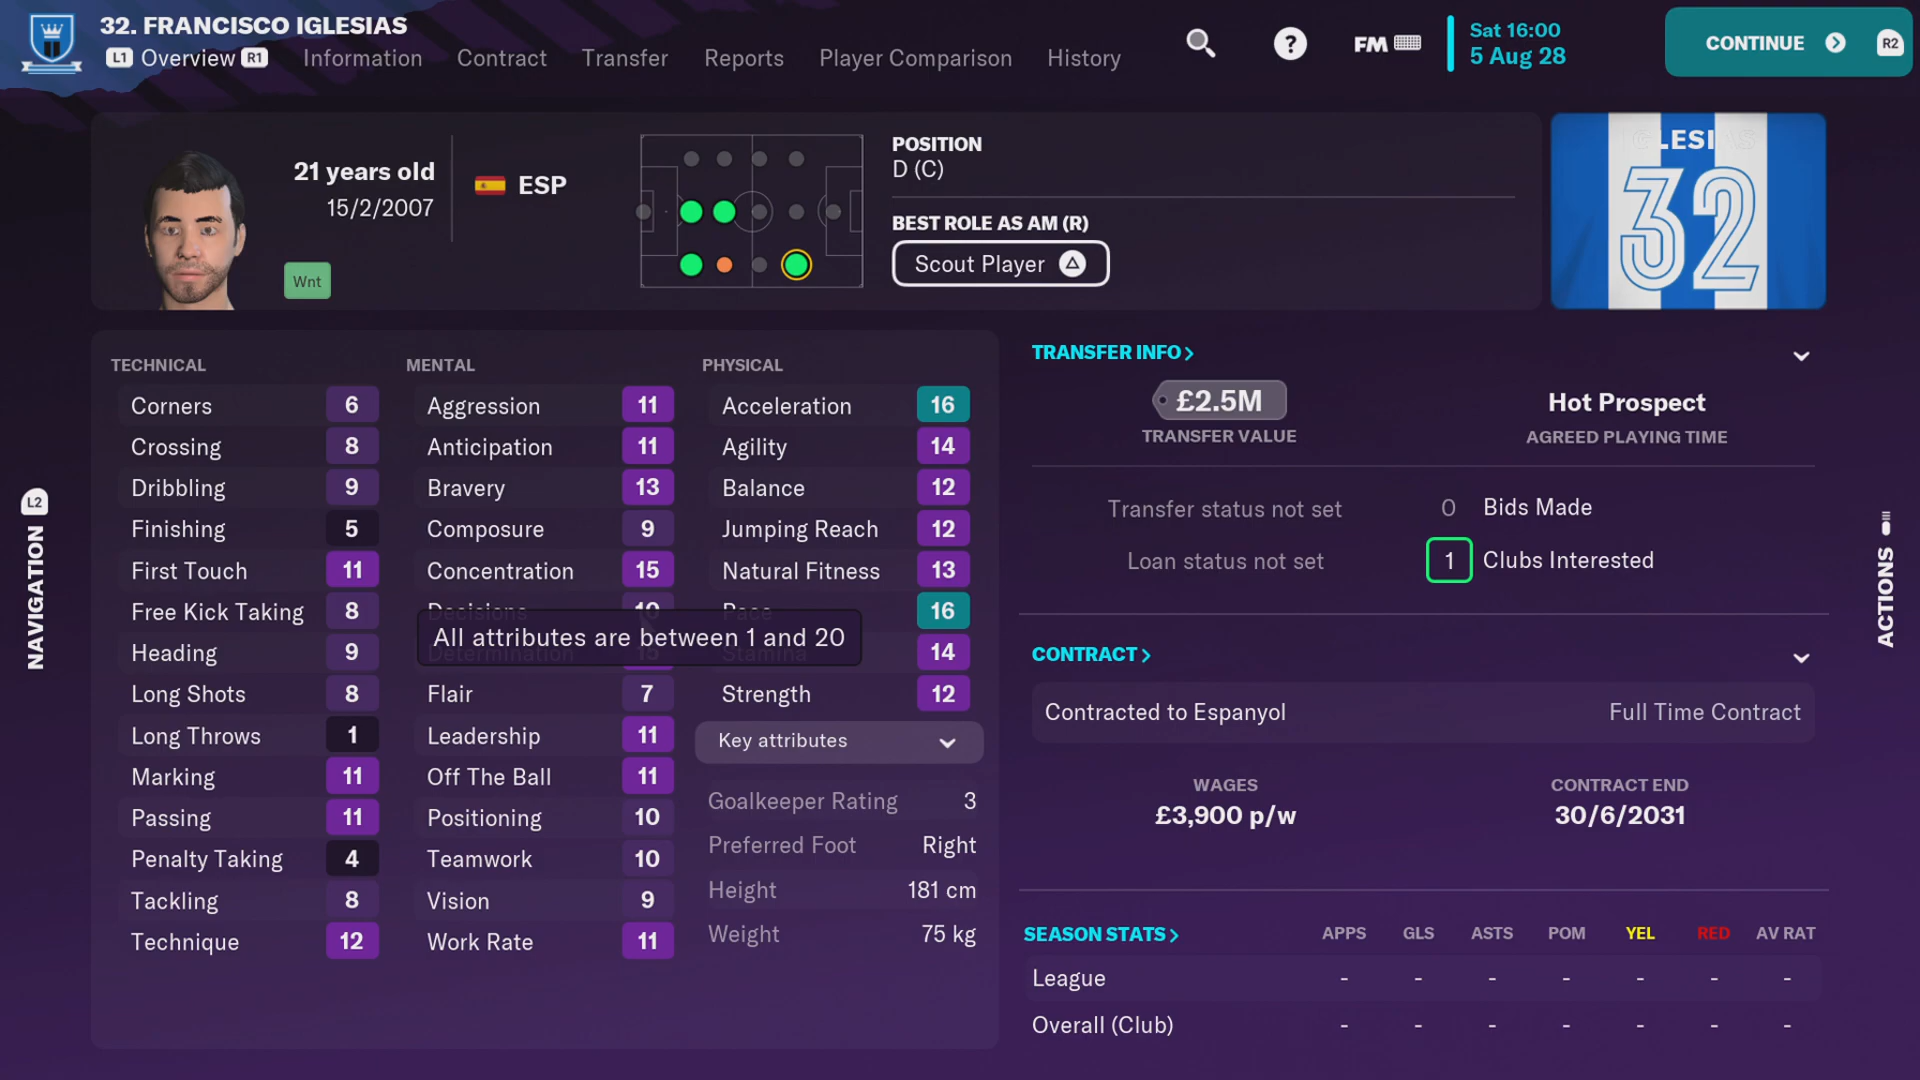 32. FRANCISCO IGLESIAS
L1 Overview R1 Information Contract Transfer Reports Player Comparison History
? FM
Sat 16:00
5 Aug 28
CONTINUE R2
21 years old
15/2/2007
ESP
Wnt
POSITION
D (C)
BEST ROLE AS AM (R)
Scout Player
32
L2
NAVIGATION
ACTIONS
TECHNICAL
Corners 6
Crossing 8
Dribbling 9
Finishing 5
First Touch 11
Free Kick Taking 8
Heading 9
Long Shots 8
Long Throws 1
Marking 11
Passing 11
Penalty Taking 4
Tackling 8
Technique 12
MENTAL
Aggression 11
Anticipation 11
Bravery 13
Composure 9
Concentration 15
Decisions
All attributes are between 1 and 20
Determination
Flair 7
Leadership 11
Off The Ball 11
Positioning 10
Teamwork 10
Vision 9
Work Rate 11
PHYSICAL
Acceleration 16
Agility 14
Balance 12
Jumping Reach 12
Natural Fitness 13
Pace 16
Stamina 14
Strength 12
Key attributes
Goalkeeper Rating 3
Preferred Foot Right
Height 181 cm
Weight 75 kg
TRANSFER INFO
£2.5M
TRANSFER VALUE
Hot Prospect
AGREED PLAYING TIME
Transfer status not set 0 Bids Made
Loan status not set 1 Clubs Interested
CONTRACT
Contracted to Espanyol Full Time Contract
WAGES
£3,900 p/w
CONTRACT END
30/6/2031
SEASON STATS APPS GLS ASTS POM YEL RED AV RAT
League - - - - - - -
Overall (Club) - - - - - - -